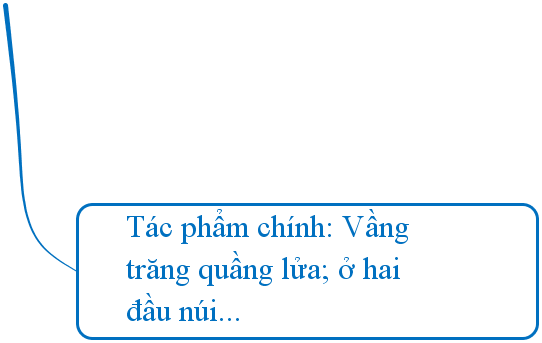 Tác phẩm chính: Vầng
trăng quầng lửa; ở hai
đầu núi...